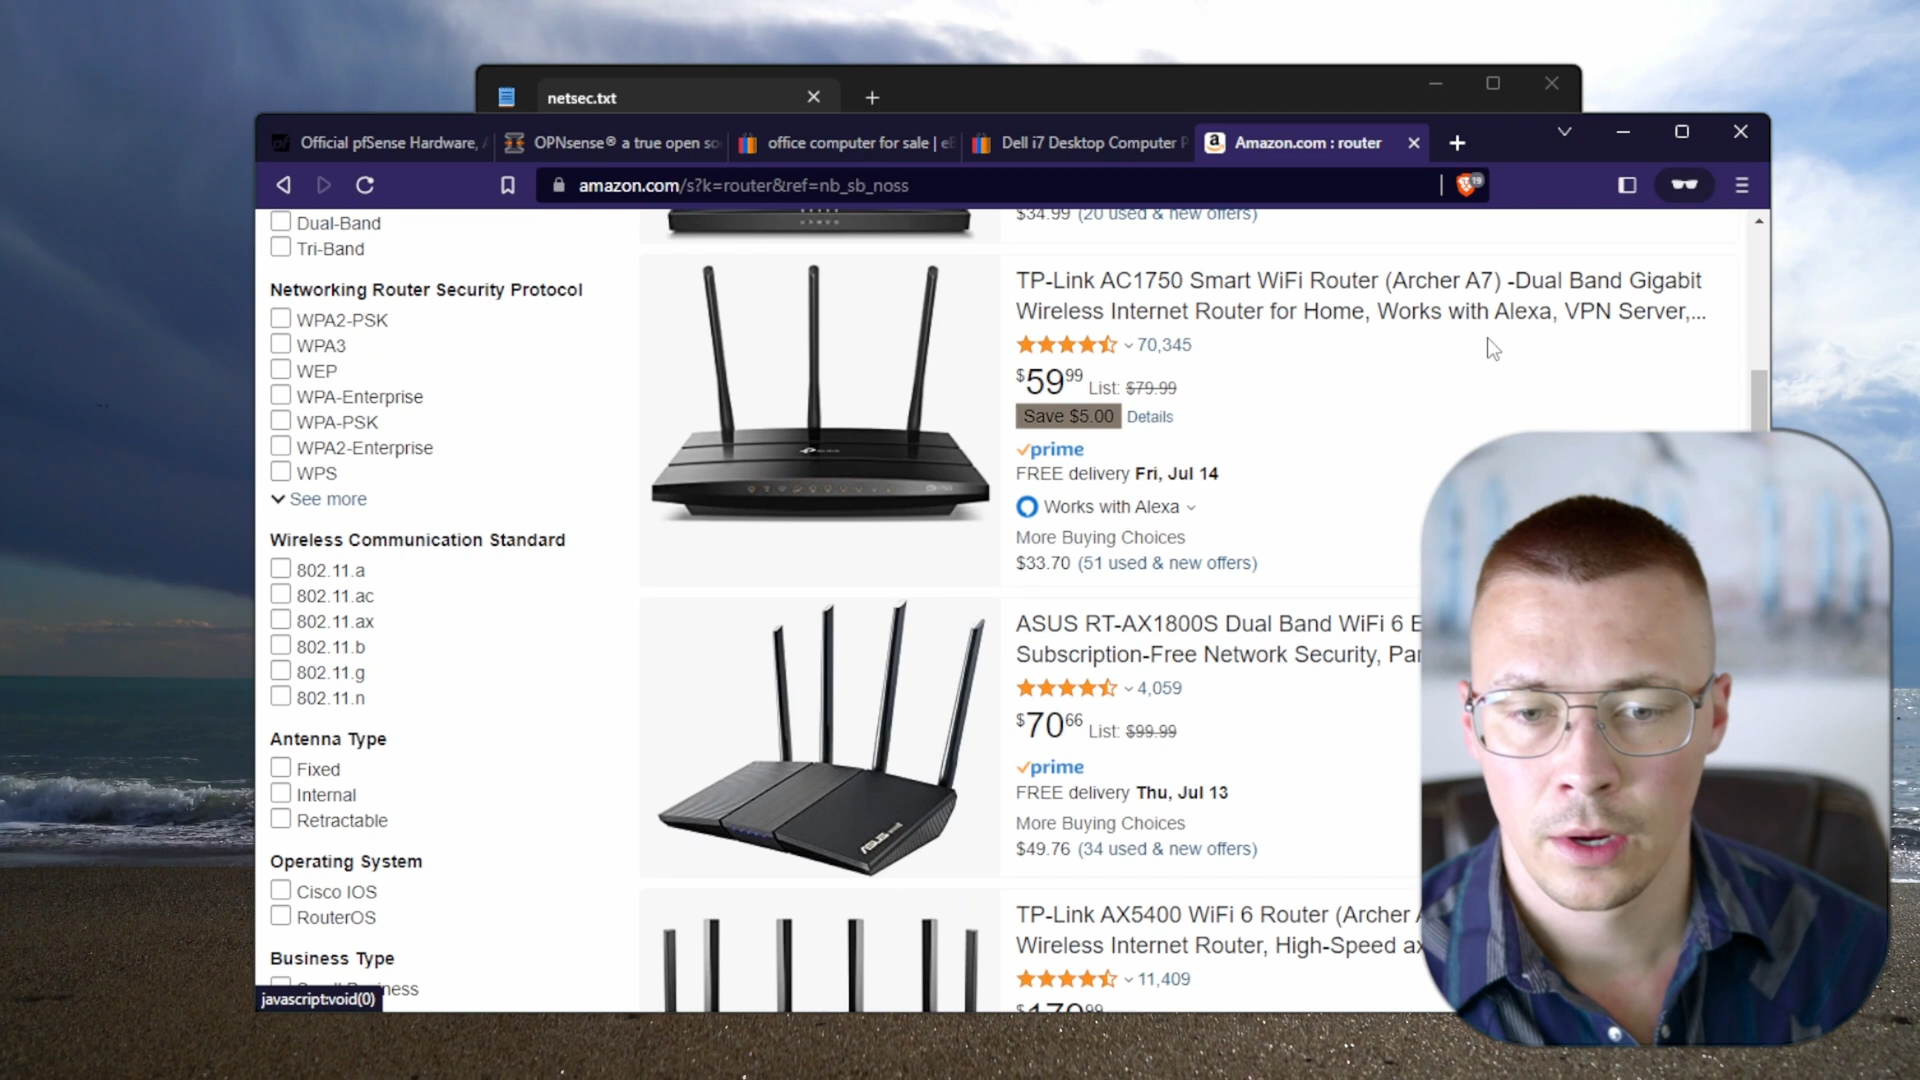 netsec.txt
Official pfSense Hardware,
OPNsense® a true open so
office computer for sale | e
Dell i7 Desktop Computer P
Amazon.com : router
amazon.com/s?k=router&ref=nb_sb_noss
19
Dual-Band
Tri-Band
Networking Router Security Protocol
WPA2-PSK
WPA3
WEP
WPA-Enterprise
WPA-PSK
WPA2-Enterprise
WPS
See more
Wireless Communication Standard
802.11.a
802.11.ac
802.11.ax
802.11.b
802.11.g
802.11.n
Antenna Type
Fixed
Internal
Retractable
Operating System
Cisco IOS
RouterOS
Business Type
Small Business
javascript:void(0)
$34.99 (20 used & new offers)
TP-Link AC1750 Smart WiFi Router (Archer A7) -Dual Band Gigabit
Wireless Internet Router for Home, Works with Alexa, VPN Server,...
70,345
$59.99 List: $79.99
Save $5.00 Details
prime
FREE delivery Fri, Jul 14
Works with Alexa
More Buying Choices
$33.70 (51 used & new offers)
ASUS RT-AX1800S Dual Band WiFi 6 E
Subscription-Free Network Security, Par
4,059
$70.66 List: $99.99
prime
FREE delivery Thu, Jul 13
More Buying Choices
$49.76 (34 used & new offers)
ASUS
TP-Link AX5400 WiFi 6 Router (Archer A
Wireless Internet Router, High-Speed ax
11,409